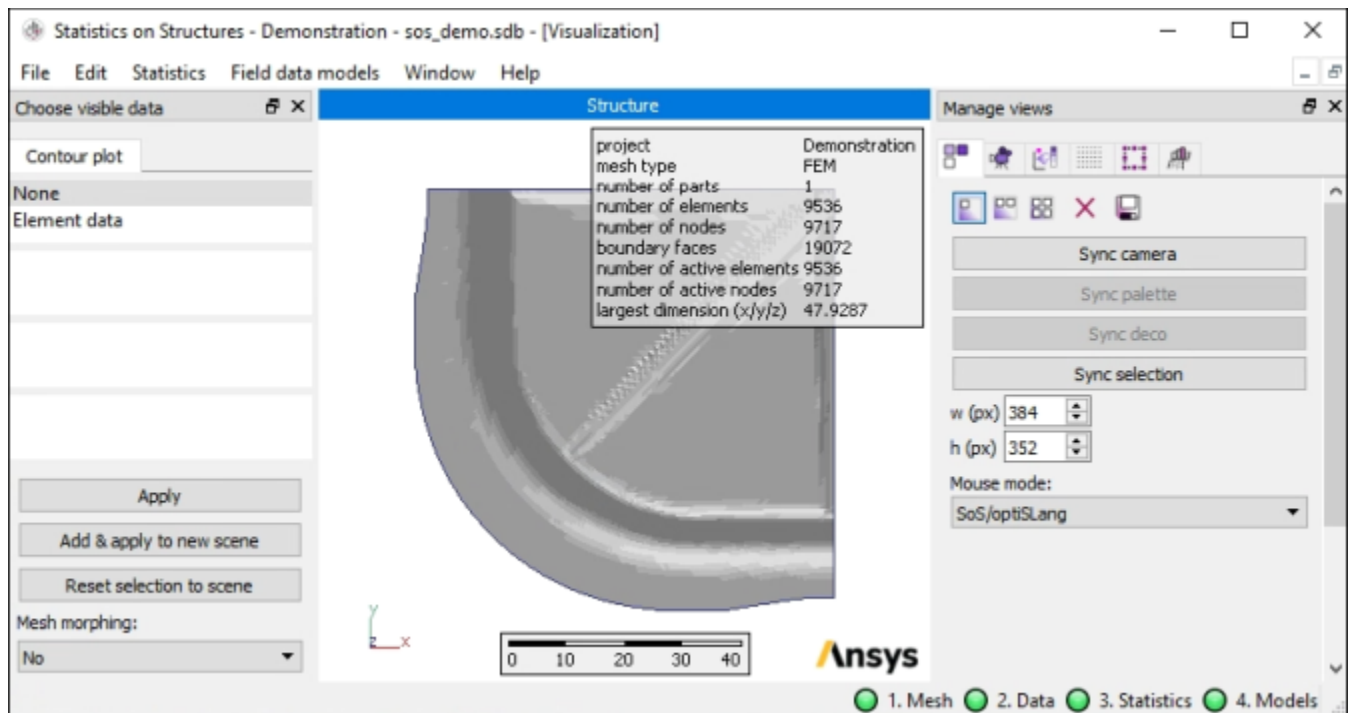 Statistics on Structures - Demonstration - sos_demo.sdb - [Visualization]
File Edit Statistics Field data models Window Help
Choose visible data
Contour plot
None
Element data
Apply
Add & apply to new scene
Reset selection to scene
Mesh morphing:
No
Structure
project Demonstration
mesh type FEM
number of parts 1
number of elements 9536
number of nodes 9717
boundary faces 19072
number of active elements 9536
number of active nodes 9717
largest dimension (x/y/z) 47.9287
y
z x
0 10 20 30 40
Ansys
Manage views
Sync camera
Sync palette
Sync deco
Sync selection
w (px) 384
h (px) 352
Mouse mode:
SoS/optiSLang
1. Mesh 2. Data 3. Statistics 4. Models